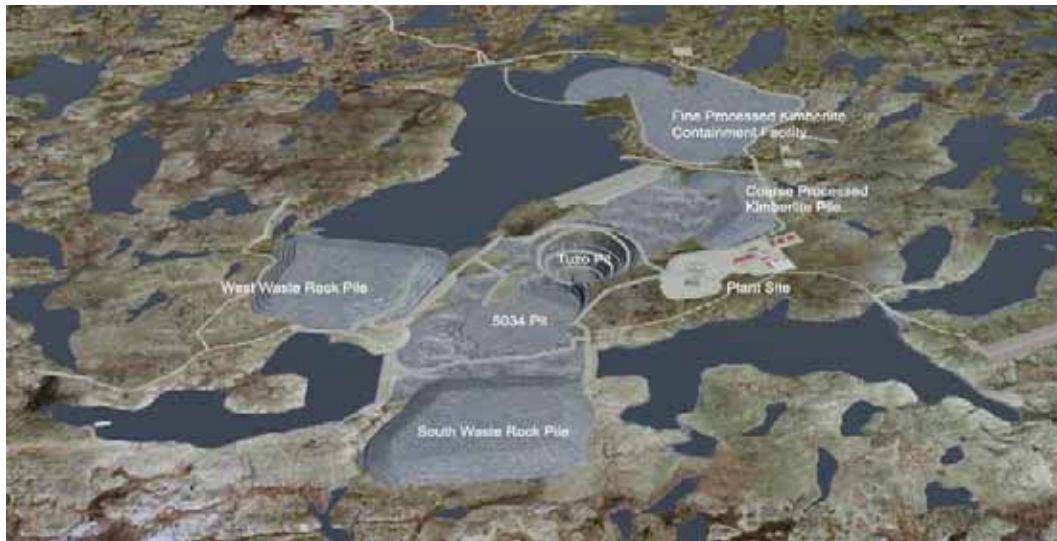 Fine Processed Kimberlite
Containment Facility
Coarse Processed
Kimberlite Pile
Tuzo Pit
West Waste Rock Pile
Plant Site
5034 Pit
South Waste Rock Pile